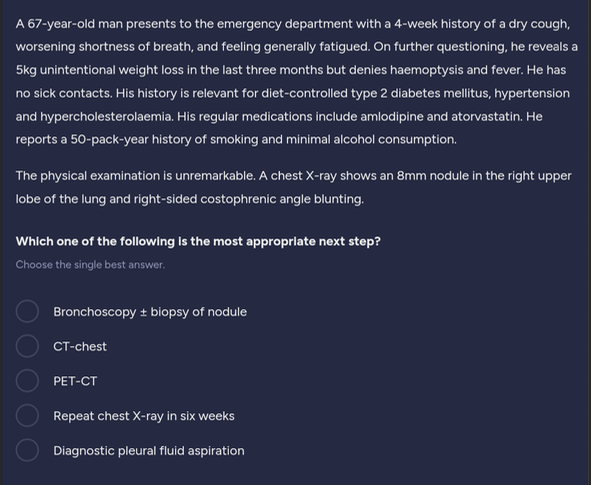 A 67-year-old man presents to the emergency department with a 4-week history of a dry cough,
worsening shortness of breath, and feeling generally fatigued. On further questioning, he reveals a
5kg unintentional weight loss in the last three months but denies haemoptysis and fever. He has
no sick contacts. His history is relevant for diet-controlled type 2 diabetes mellitus, hypertension
and hypercholesterolaemia. His regular medications include amlodipine and atorvastatin. He
reports a 50-pack-year history of smoking and minimal alcohol consumption.
The physical examination is unremarkable. A chest X-ray shows an 8mm nodule in the right upper
lobe of the lung and right-sided costophrenic angle blunting.
Which one of the following is the most appropriate next step?
Choose the single best answer.
Bronchoscopy ± biopsy of nodule
CT-chest
PET-CT
Repeat chest X-ray in six weeks
Diagnostic pleural fluid aspiration